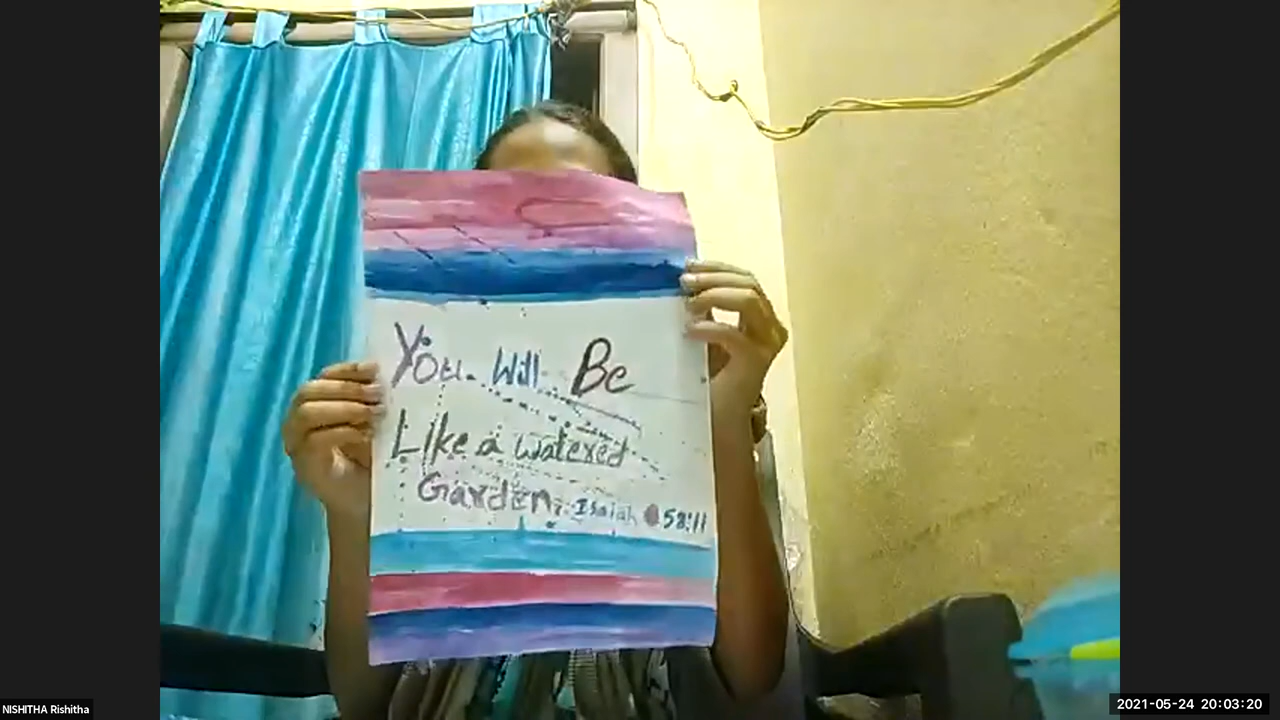 You Will Be
Like a watered
Garden, Isaiah 58:11
NISHITHA Rishitha
2021-05-24 20:03:20